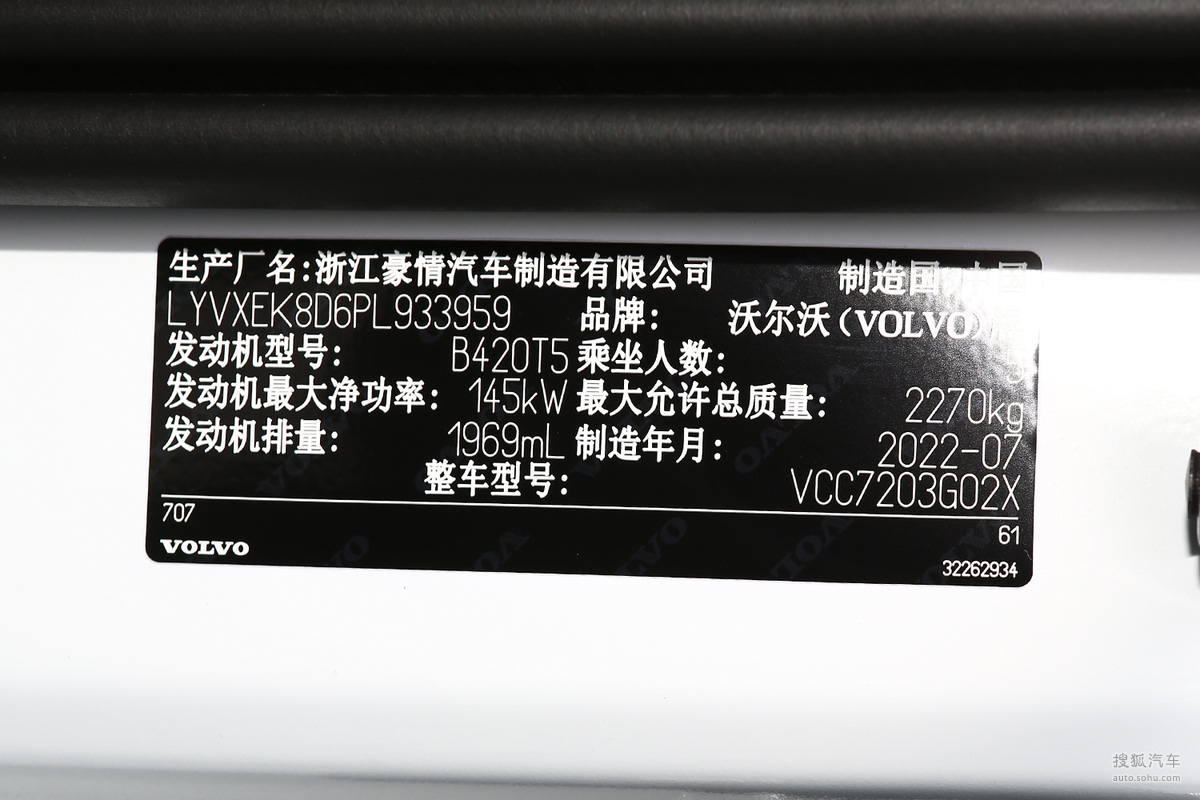 生产厂名:浙江豪情汽车制造有限公司 制造国:中国
LYVXEK8D6PL933959 品牌: 沃尔沃(VOLVO)牌
发动机型号: B420T5 乘坐人数: 5
发动机最大净功率: 145kW 最大允许总质量: 2270kg
发动机排量: 1969mL 制造年月: 2022-07
整车型号: VCC7203G02X
707
61
VOLVO
32262934
搜狐汽车
auto.sohu.com